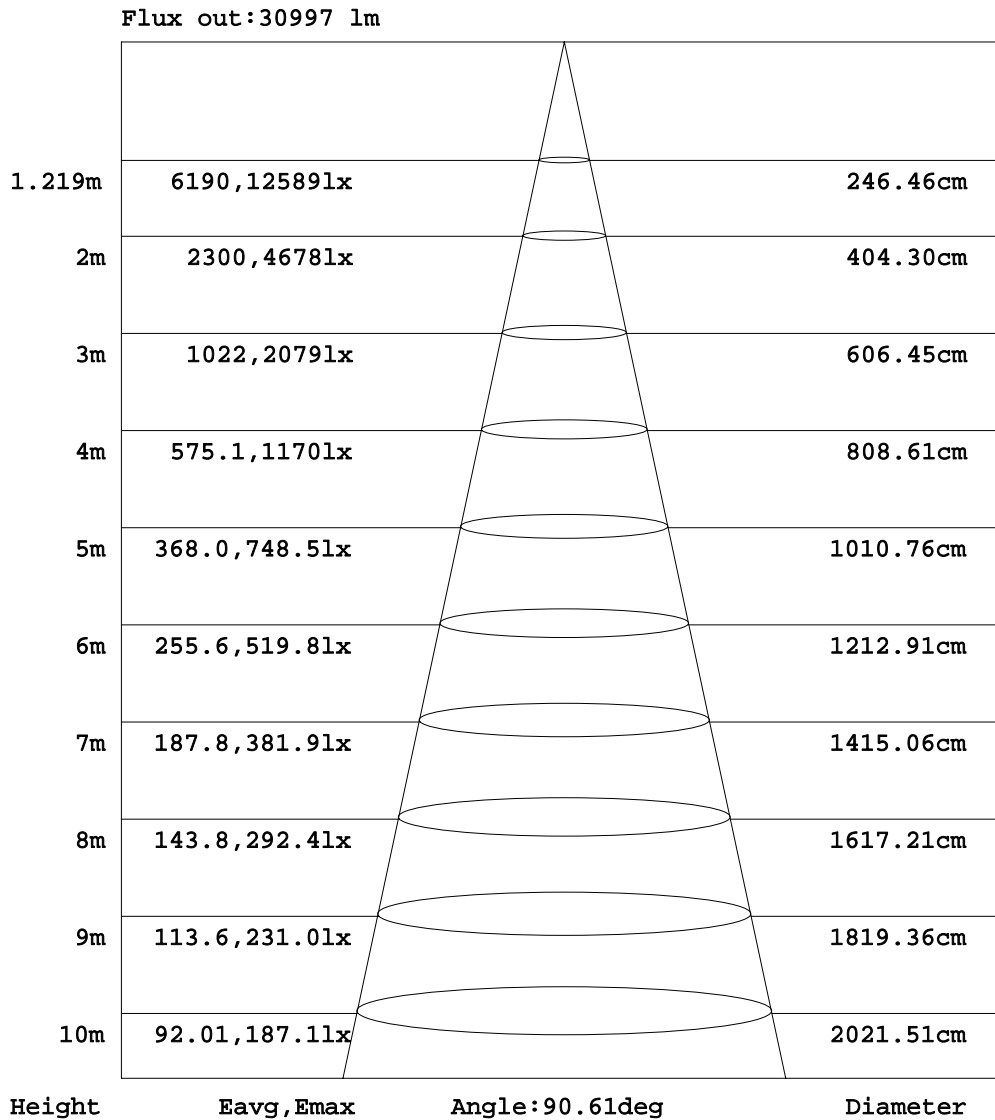 Flux out:30997 lm
1.219m 6190,12589lx 246.46cm
2m 2300,4678lx 404.30cm
3m 1022,2079lx 606.45cm
4m 575.1,1170lx 808.61cm
5m 368.0,748.5lx 1010.76cm
6m 255.6,519.8lx 1212.91cm
7m 187.8,381.9lx 1415.06cm
8m 143.8,292.4lx 1617.21cm
9m 113.6,231.0lx 1819.36cm
10m 92.01,187.1lx 2021.51cm
Height Eavg,Emax Angle:90.61deg Diameter